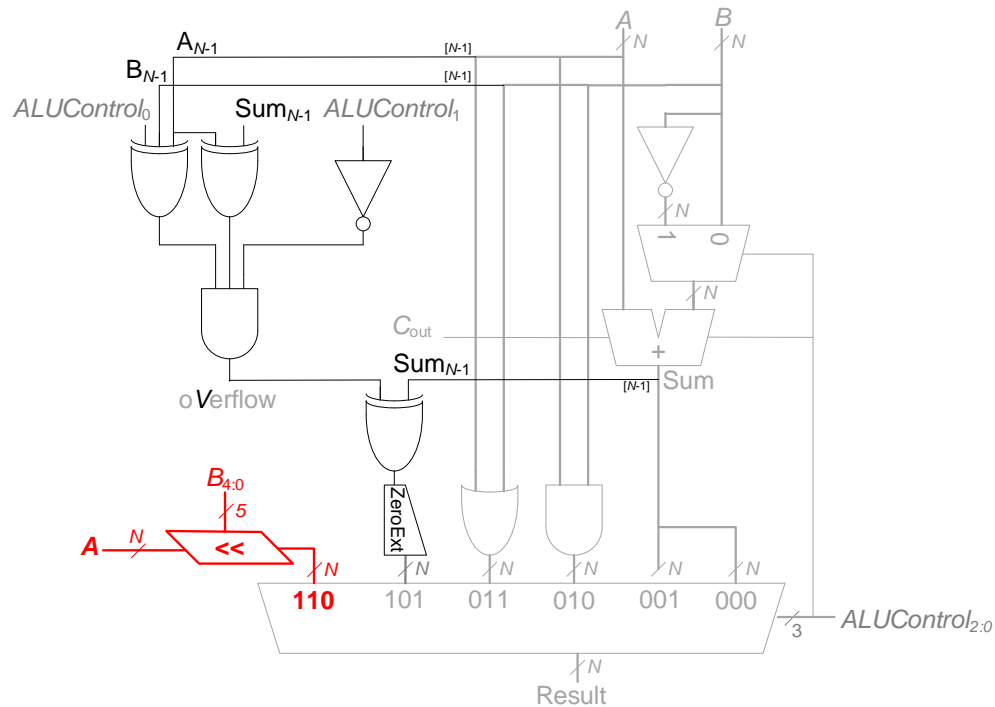 A B
N N
A_{N-1} [N-1]
B_{N-1} [N-1]
ALUControl_0 Sum_{N-1} ALUControl_1
N
1 0
N
C_out
+
Sum_{N-1} [N-1] Sum
oVerflow
B_{4:0}
5
ZeroExt
A N <<
N N N N N N
110 101 011 010 001 000
3 ALUControl_{2:0}
N
Result